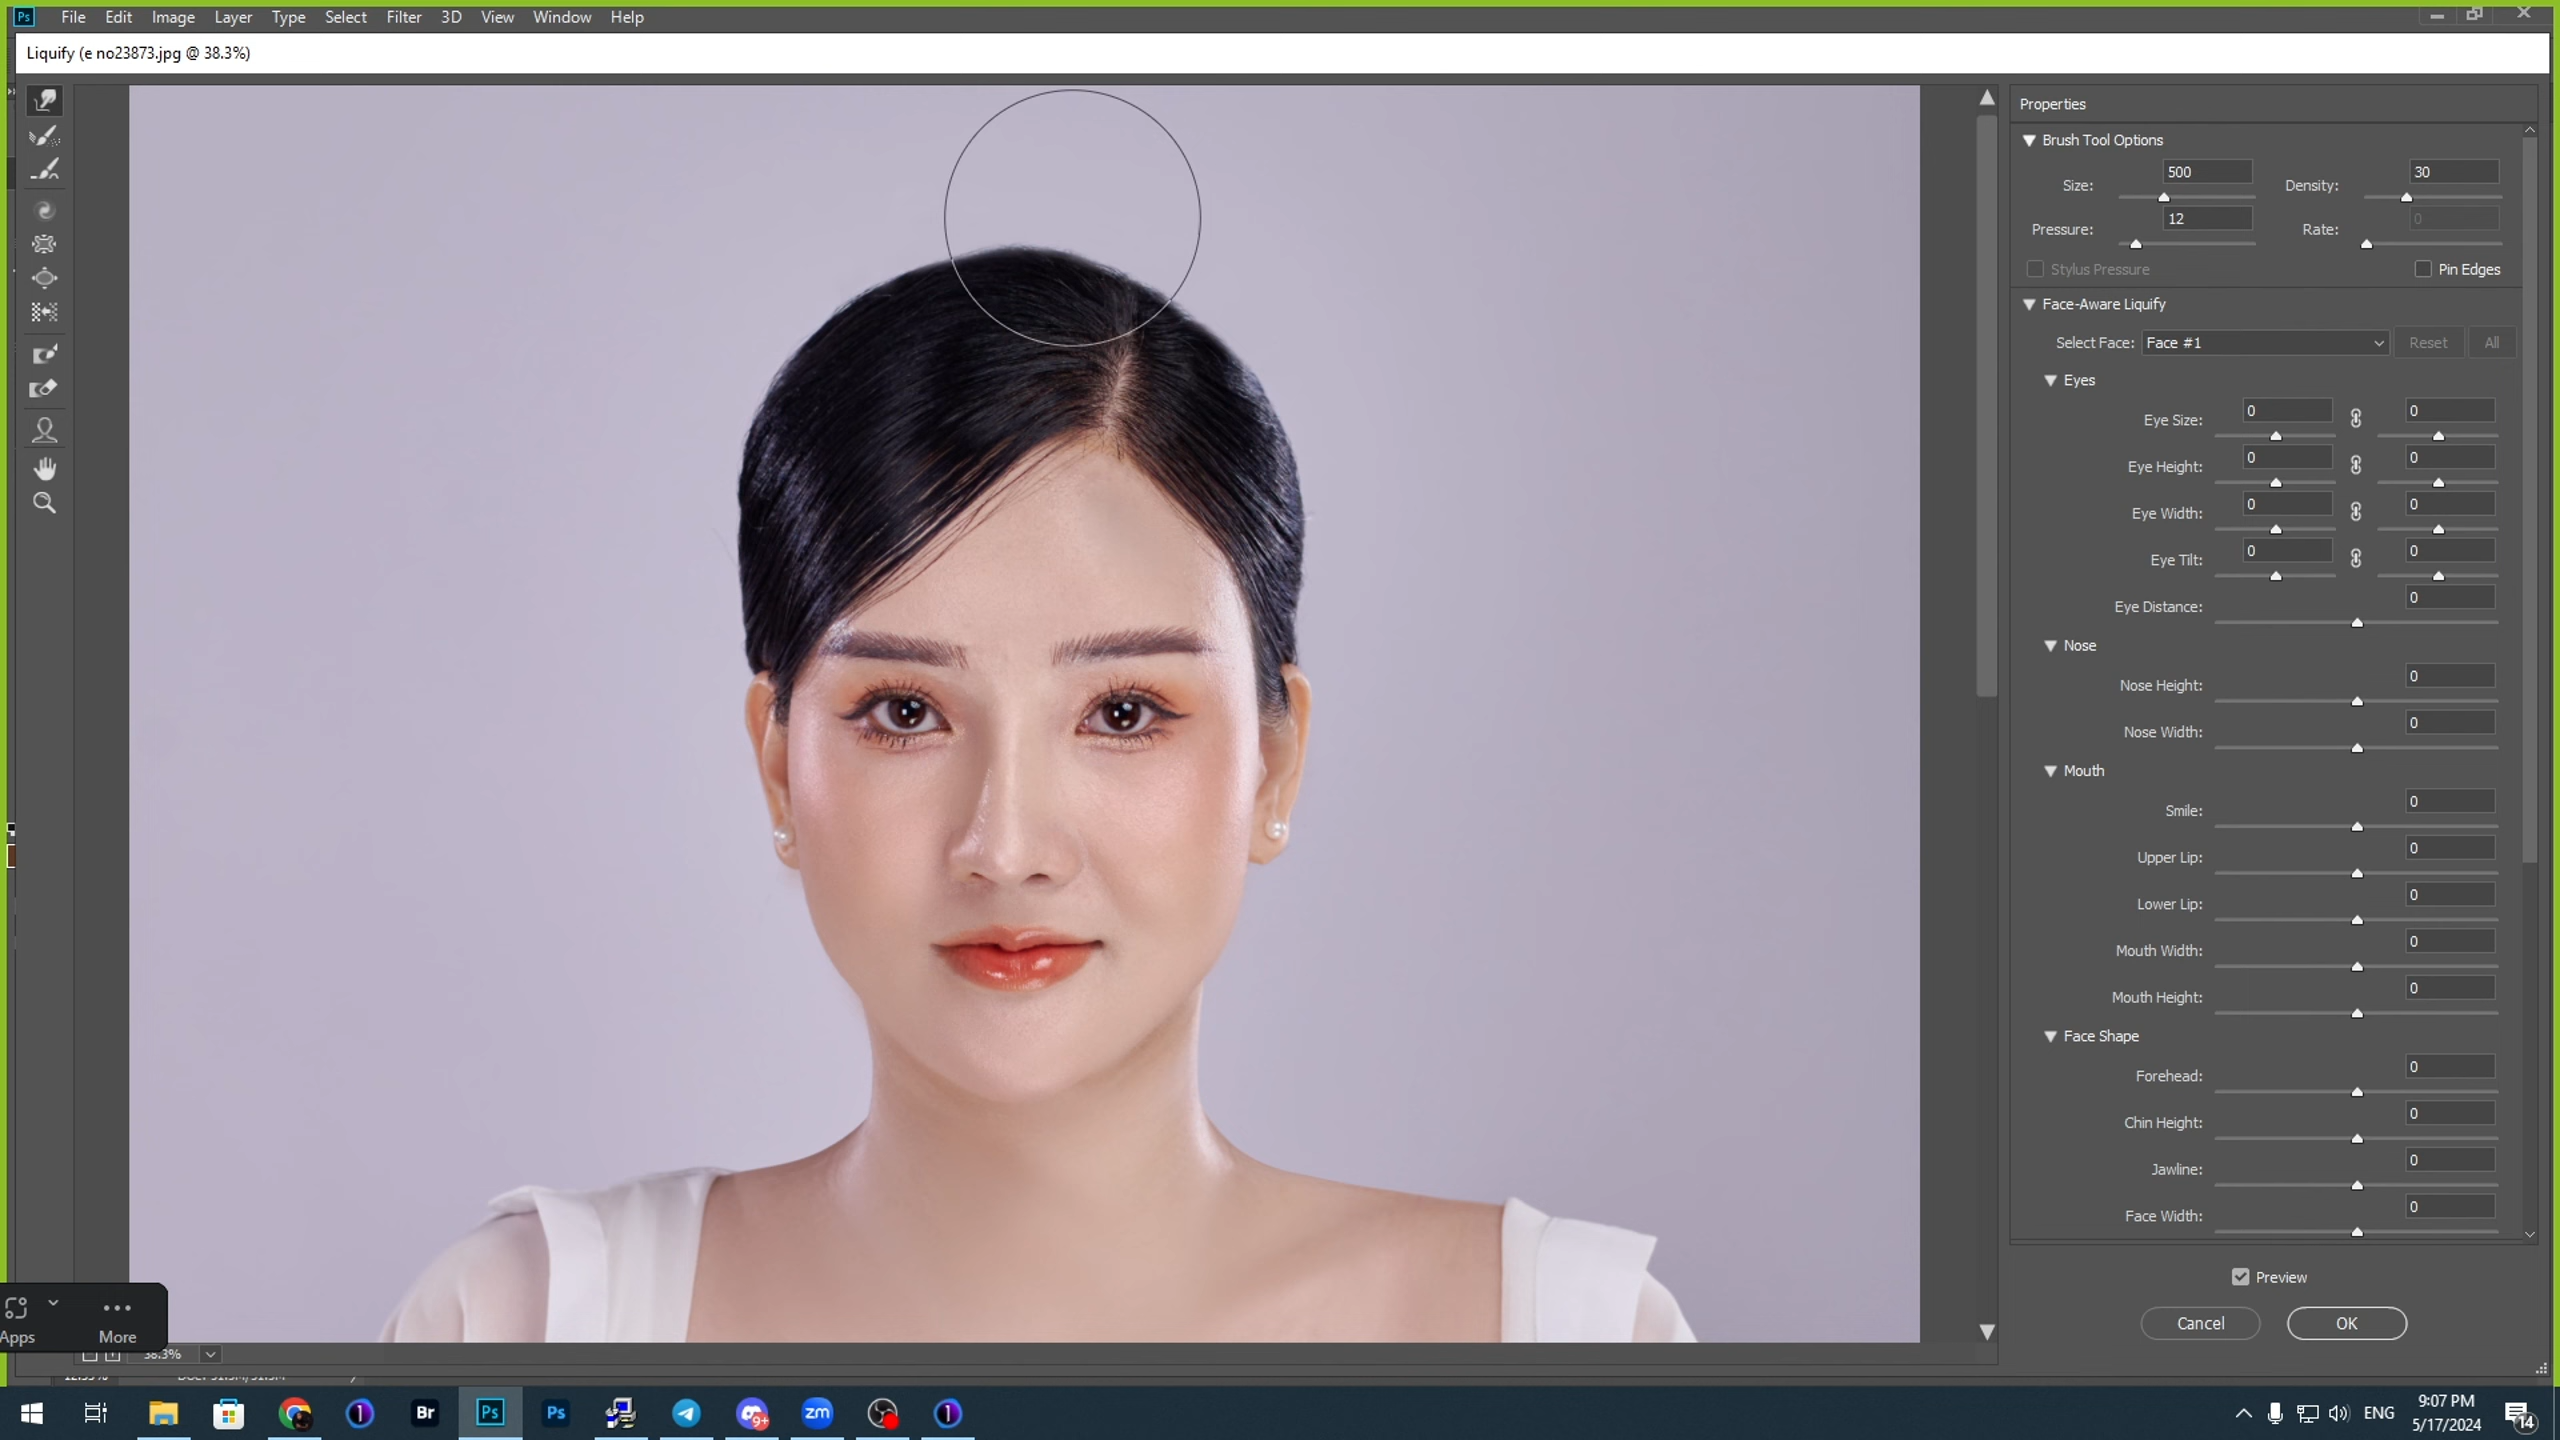 Ps File Edit Image Layer Type Select Filter 3D View Window Help
Liquify (e no23873.jpg @ 38.3%)
Properties
Brush Tool Options
Size: 500 Density: 30
Pressure: 12 Rate: 0
Stylus Pressure Pin Edges
Face-Aware Liquify
Select Face: Face #1 Reset All
Eyes
Eye Size: 0 0
Eye Height: 0 0
Eye Width: 0 0
Eye Tilt: 0 0
Eye Distance: 0
Nose
Nose Height: 0
Nose Width: 0
Mouth
Smile: 0
Upper Lip: 0
Lower Lip: 0
Mouth Width: 0
Mouth Height: 0
Face Shape
Forehead: 0
Chin Height: 0
Jawline: 0
Face Width: 0
Preview
Cancel OK
Apps More
38.3%
Br Ps Ps 9+ zm
ENG
9:07 PM
5/17/2024
14